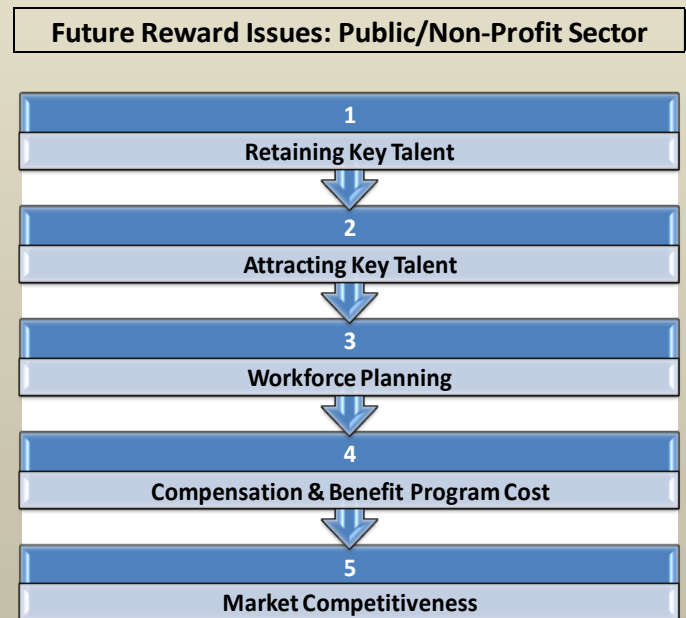 Future Reward Issues: Public/Non-Profit Sector
1
Retaining Key Talent
2
Attracting Key Talent
3
Workforce Planning
4
Compensation & Benefit Program Cost
5
Market Competitiveness